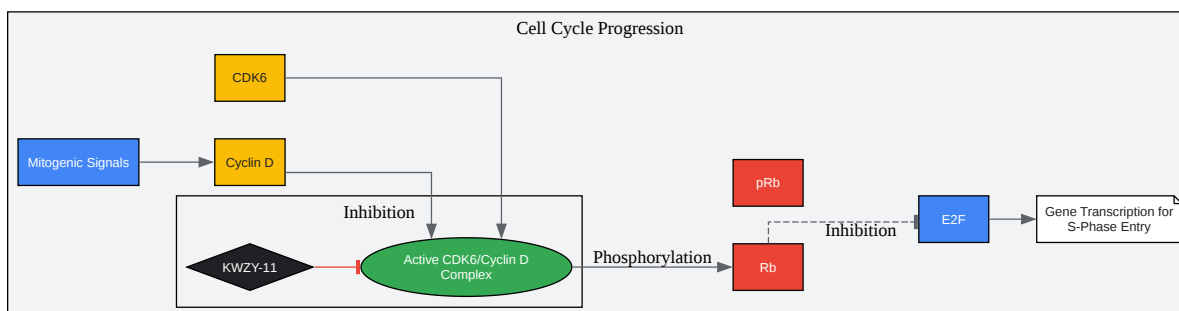 Cell Cycle Progression
CDK6
Mitogenic Signals
Cyclin D
pRb
Inhibition
E2F
Gene Transcription for
S-Phase Entry
Inhibition
KWZY-11
Active CDK6/Cyclin D
Complex
Phosphorylation
Rb